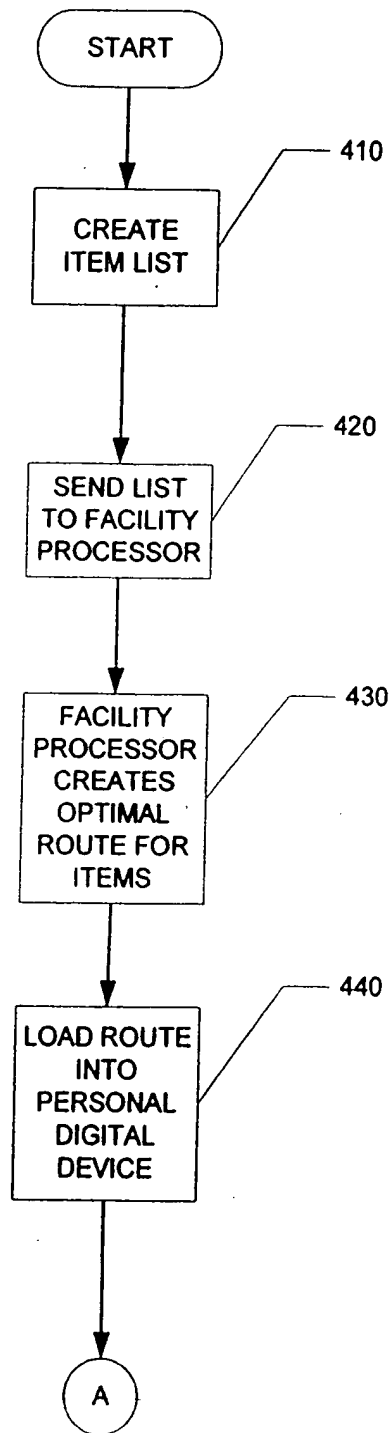 START
410
CREATE
ITEM LIST
420
SEND LIST
TO FACILITY
PROCESSOR
430
FACILITY
PROCESSOR
CREATES
OPTIMAL
ROUTE FOR
ITEMS
440
LOAD ROUTE
INTO
PERSONAL
DIGITAL
DEVICE
A